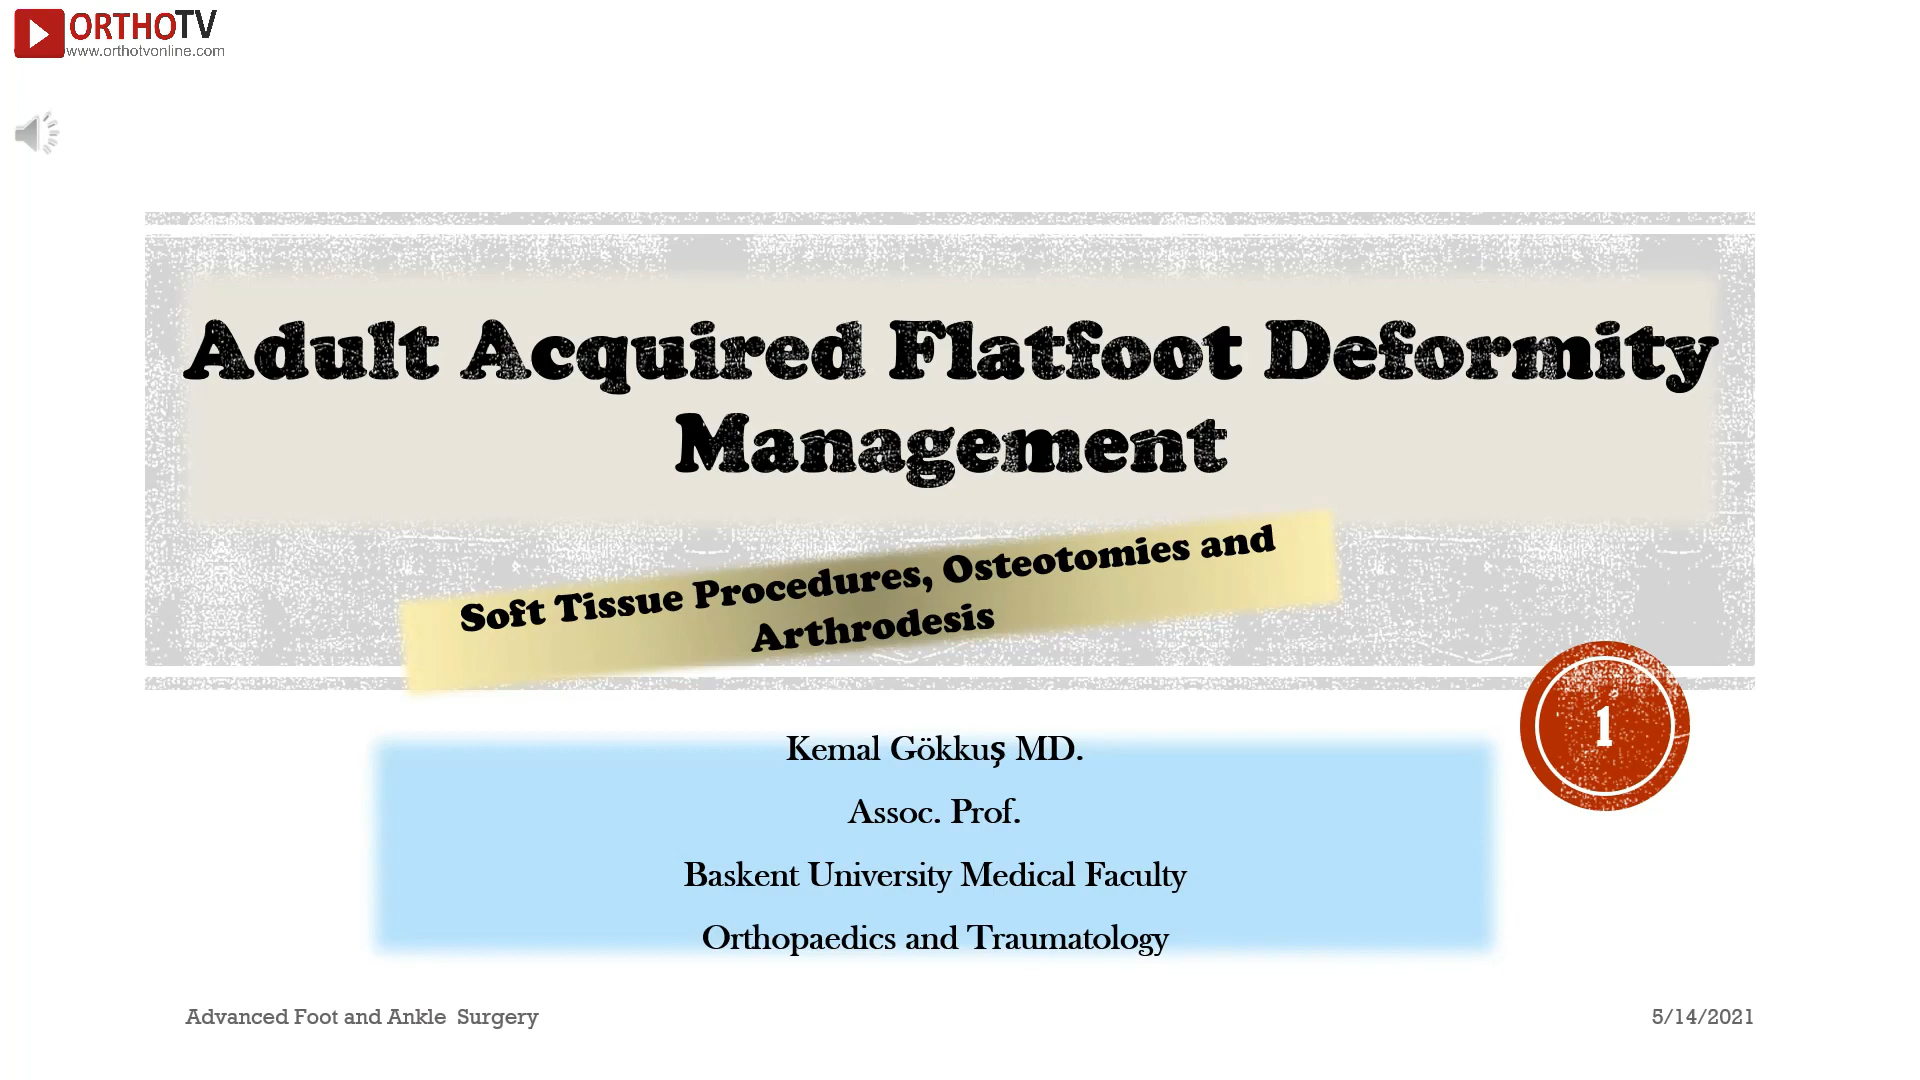 ORTHOTV
www.orthotvonline.com
Adult Acquired Flatfoot Deformity
Management
Soft Tissue Procedures, Osteotomies and
Arthrodesis
1
Kemal Gökkuş MD.
Assoc. Prof.
Baskent University Medical Faculty
Orthopaedics and Traumatology
Advanced Foot and Ankle Surgery
5/14/2021